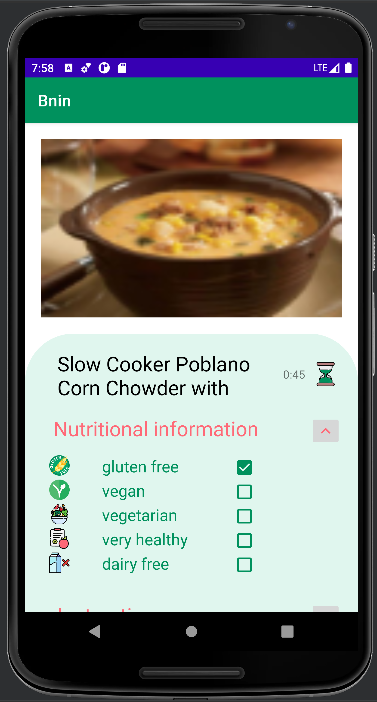 7:58
LTE
Bnin
Slow Cooker Poblano
Corn Chowder with
0:45
Nutritional information
gluten free
vegan
vegetarian
very healthy
dairy free